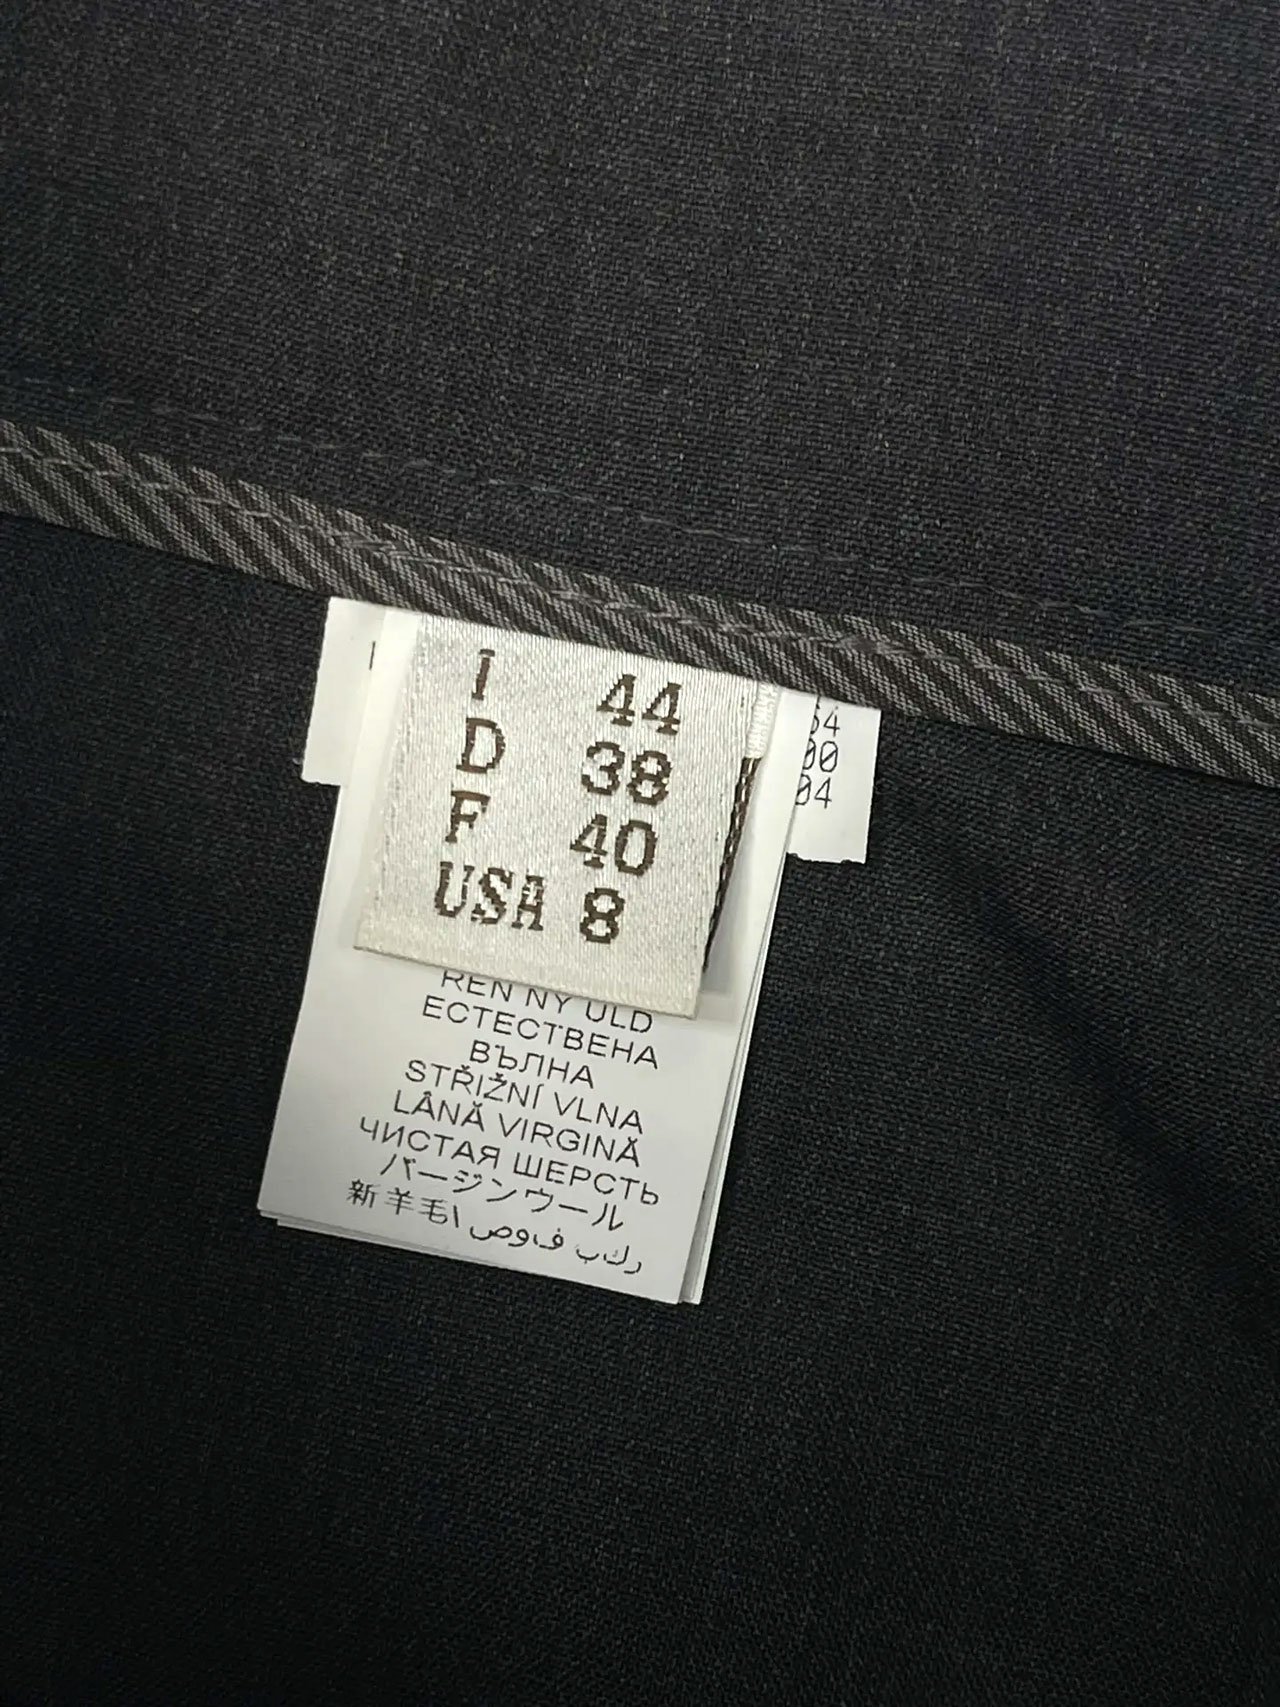 I 44
D 38
F 40
USA 8
04
REN NY ULD
ЕСТЕСТВЕНА
ВЪЛНА
STŘIŽNÍ VLNA
LÂNĂ VIRGINĂ
ЧИСТАЯ ШЕРСТЬ
バージンウール
新羊毛